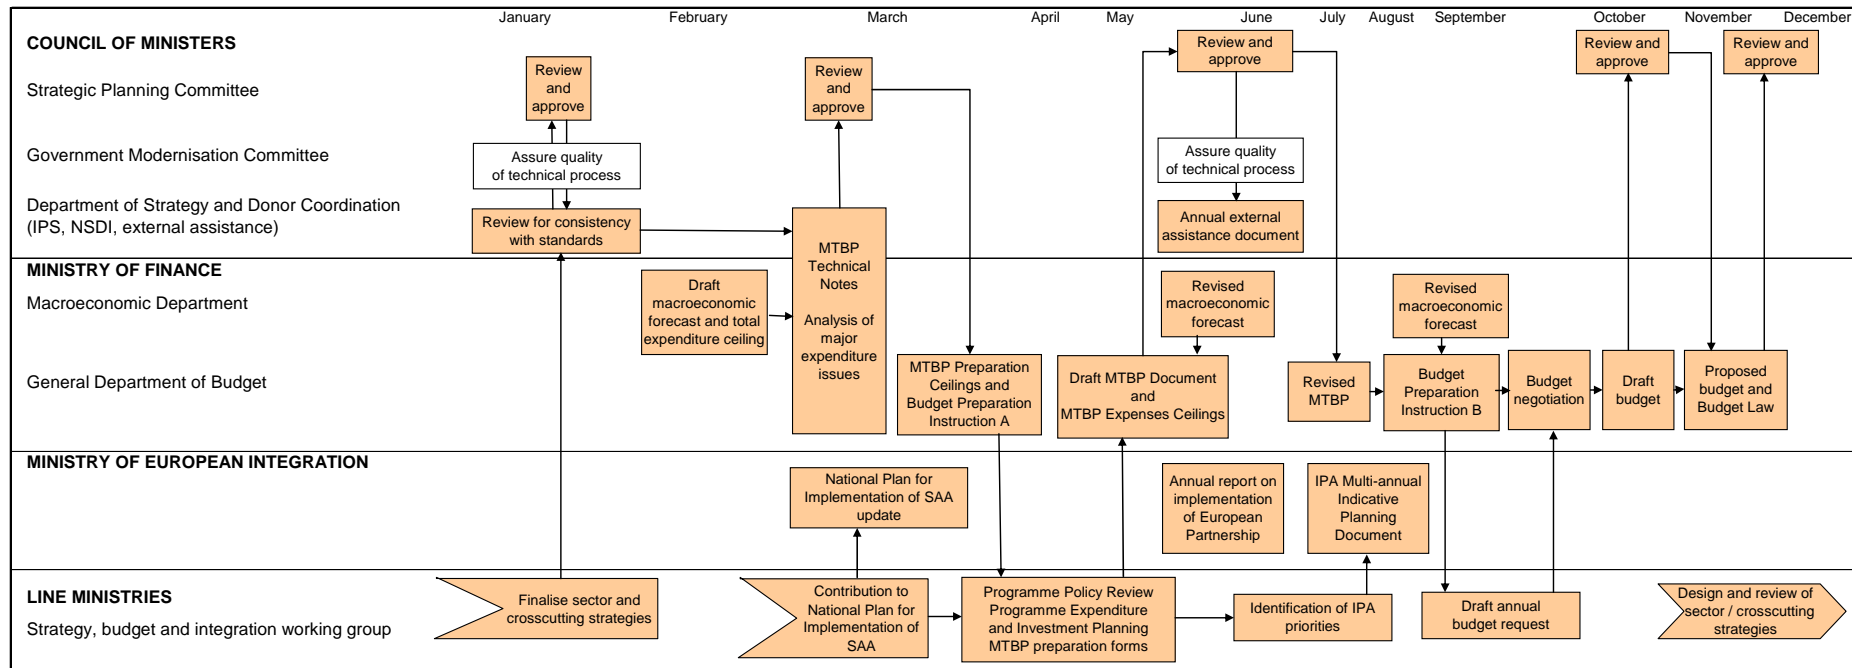 January February March April May June July August September October November December
COUNCIL OF MINISTERS
Strategic Planning Committee
Government Modernisation Committee
Department of Strategy and Donor Coordination
(IPS, NSDI, external assistance)
Review
and
approve
Assure quality
of technical process
Review for consistency
with standards
Review
and
approve
Review and
approve
Assure quality
of technical process
Annual external
assistance document
Review and
approve
Review and
approve
MINISTRY OF FINANCE
Macroeconomic Department
General Department of Budget
Draft
macroeconomic
forecast and total
expenditure ceiling
MTBP
Technical
Notes
Analysis of
major
expenditure
issues
MTBP Preparation
Ceilings and
Budget Preparation
Instruction A
Draft MTBP Document
and
MTBP Expenses Ceilings
Revised
macroeconomic
forecast
Revised
MTBP
Revised
macroeconomic
forecast
Budget
Preparation
Instruction B
Budget
negotiation
Draft
budget
Proposed
budget and
Budget Law
MINISTRY OF EUROPEAN INTEGRATION
National Plan for
Implementation of SAA
update
Annual report on
implementation
of European
Partnership
IPA Multi-annual
Indicative
Planning
Document
LINE MINISTRIES
Strategy, budget and integration working group
Finalise sector and
crosscutting strategies
Contribution to
National Plan for
Implementation of
SAA
Programme Policy Review
Programme Expenditure
and Investment Planning
MTBP preparation forms
Identification of IPA
priorities
Draft annual
budget request
Design and review of
sector / crosscutting
strategies